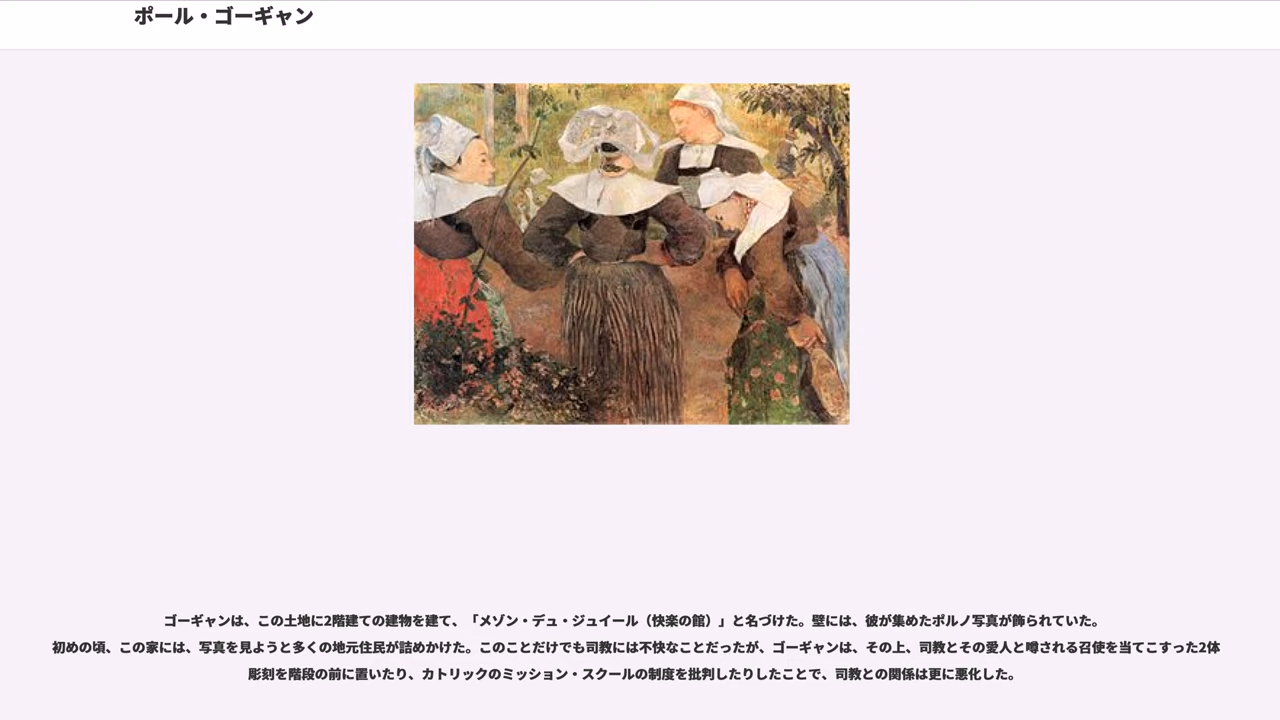 ポール・ゴーギャン
ゴーギャンは、この土地に2階建ての建物を建て、「メゾン・デュ・ジュイール（快楽の館）」と名づけた。壁には、彼が集めたポルノ写真が飾られていた。
初めの頃、この家には、写真を見ようと多くの地元住民が詰めかけた。このことだけでも司教には不快なことだったが、ゴーギャンは、その上、司教とその愛人と噂される召使を当てこすった2体
彫刻を階段の前に置いたり、カトリックのミッション・スクールの制度を批判したりしたことで、司教との関係は更に悪化した。